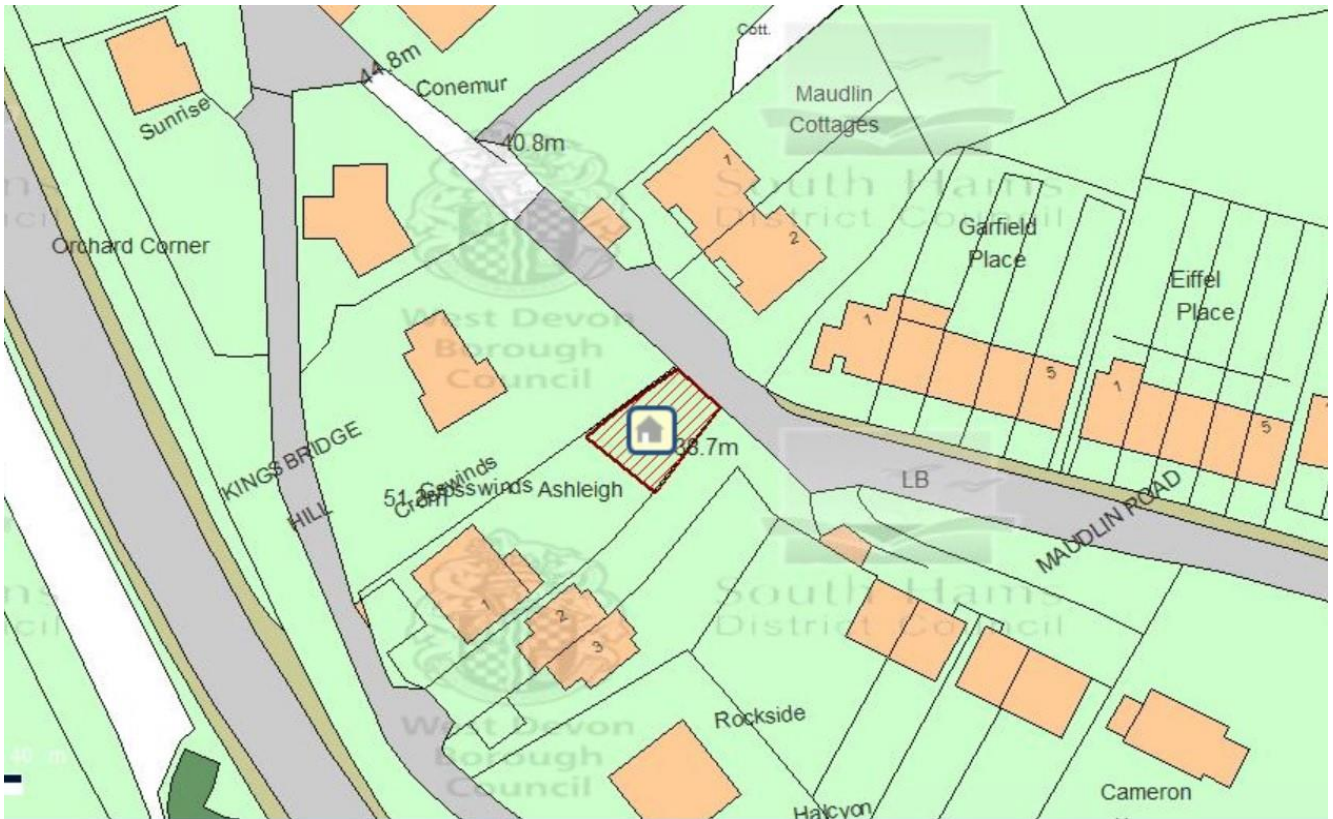 Cott.
44.8m
Conemur
Sunrise
Maudlin
Cottages
40.8m
1
2
South Hams
District Council
Orchard Corner
Garfield
Place
Eiffel
Place
West Devon
Borough
Council
1
5
1
5
38.7m
KINGSBRIDGE
HILL
Crosswinds
Ashleigh
LB
MAUDLIN ROAD
1
2
3
South Hams
District Council
West Devon
Borough
Council
Rockside
Halcyon
Cameron